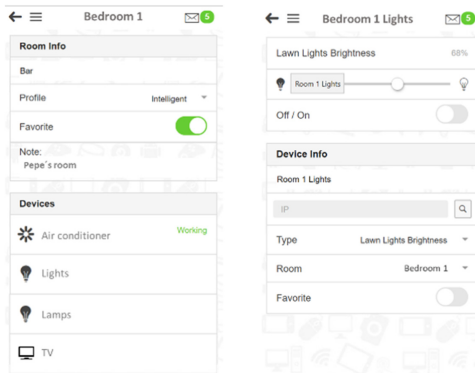 Bedroom 1
5
Room Info
Bar
Profile
Intelligent
Favorite
Note:
Pepe's room
Devices
Air conditioner
Working
Lights
Lamps
TV
Bedroom 1 Lights
5
Lawn Lights Brightness
68%
Room 1 Lights
Off / On
Device Info
Room 1 Lights
IP
Type
Lawn Lights Brightness
Room
Bedroom 1
Favorite